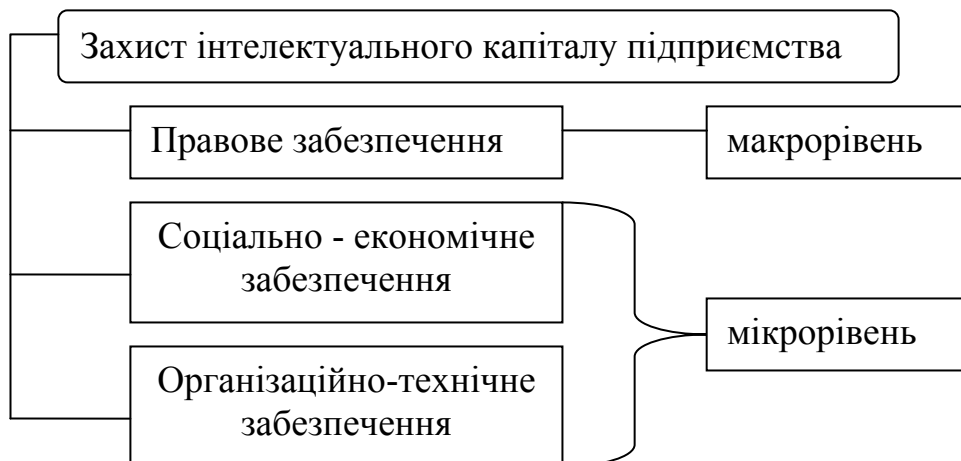 Захист інтелектуального капіталу підприємства
Правове забезпечення
макрорівень
Соціально - економічне
забезпечення
мікрорівень
Організаційно-технічне
забезпечення